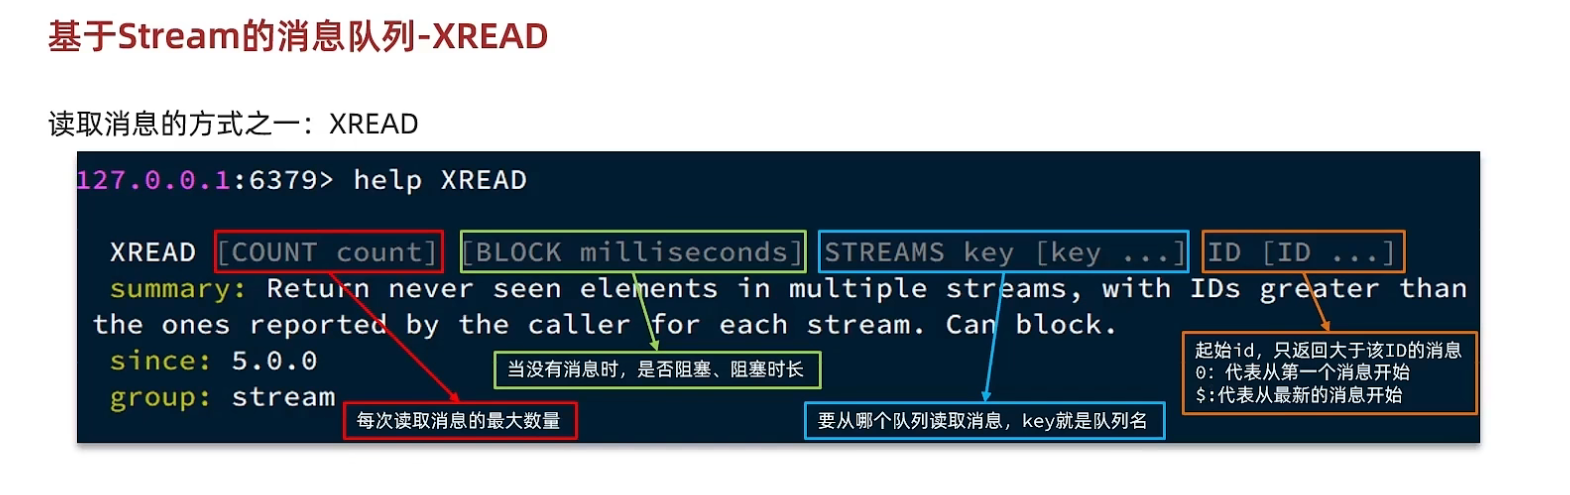 基于Stream的消息队列-XREAD
读取消息的方式之一：XREAD
127.0.0.1:6379> help XREAD
XREAD [COUNT count] [BLOCK milliseconds] STREAMS key [key ...] ID [ID ...]
summary: Return never seen elements in multiple streams, with IDs greater than
the ones reported by the caller for each stream. Can block.
since: 5.0.0
group: stream
当没有消息时，是否阻塞、阻塞时长
起始id，只返回大于该ID的消息
0：代表从第一个消息开始
$:代表从最新的消息开始
每次读取消息的最大数量
要从哪个队列读取消息，key就是队列名